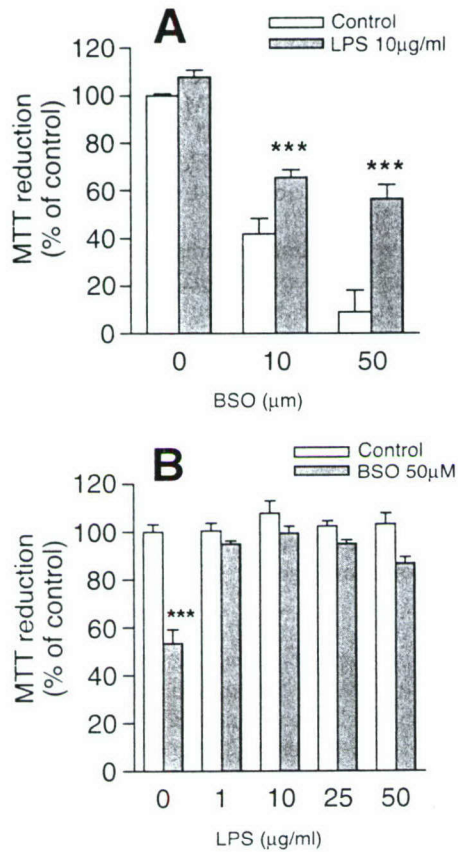 A
Control
LPS 10μg/ml
MTT reduction
(% of control)
120
100
80
60
40
20
0
***
***
0 10 50
BSO (μm)
B
Control
BSO 50μM
MTT reduction
(% of control)
120
100
80
60
40
20
0
***
0 1 10 25 50
LPS (μg/ml)